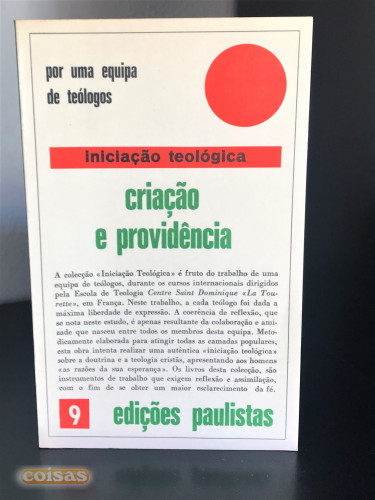 por uma equipa
de teólogos
iniciação teológica
criação
e providência
A colecção «Iniciação Teológica» é fruto do trabalho de uma
equipa de teólogos, durante os cursos internacionais dirigidos
pela Escola de Teologia Centre Saint Dominique «La Tou-
rette», em França. Neste trabalho, a cada teólogo foi dada a
máxima liberdade de expressão. A coerência de reflexão, que
se nota neste estudo, é apenas resultante da colaboração e ami-
zade que nasceu entre todos os membros desta equipa. Meto-
dicamente elaborada para atingir todas as camadas populares,
esta obra intenta realizar uma autêntica «iniciação teológica»
sobre a doutrina e a teologia cristão, apresentando aos homens
«as razões da sua esperança». Os livros desta colecção, são
instrumentos de trabalho que exigem reflexão e assimilação,
com o fim de se obter um maior esclarecimento da fé.
9 edições paulistas
coisas